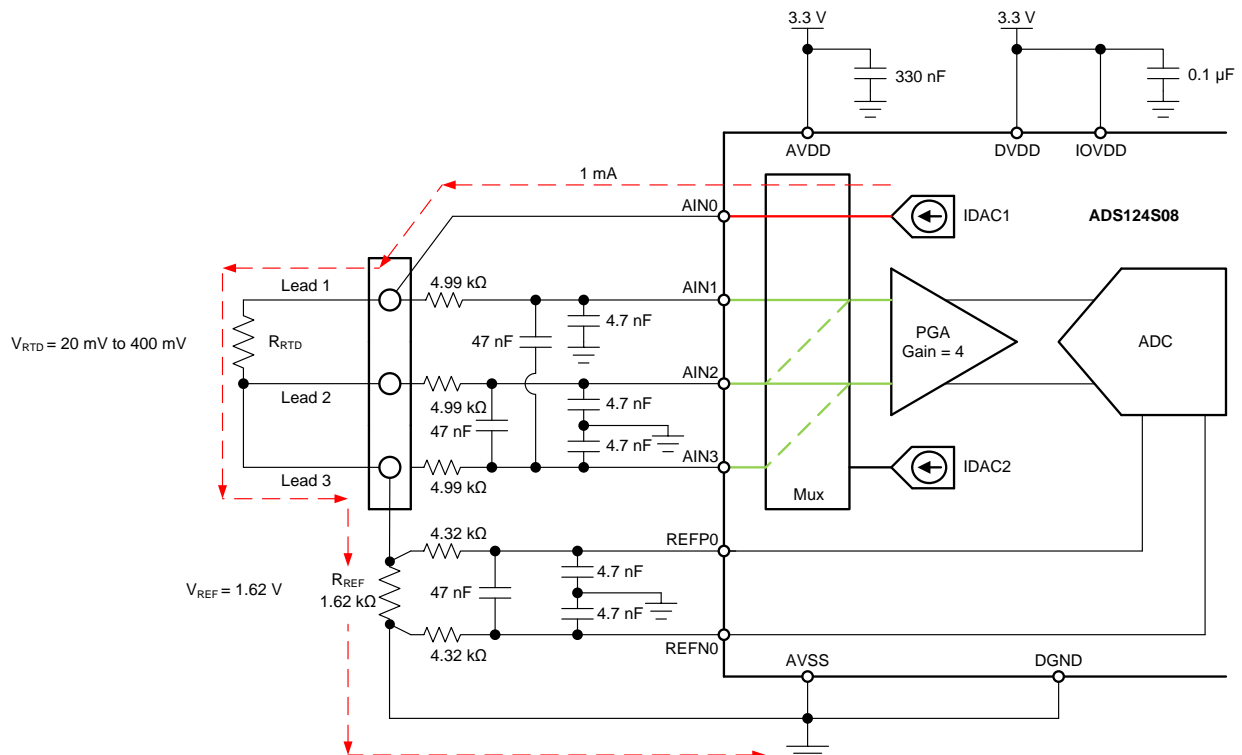 3.3 V
3.3 V
330 nF
0.1 µF
AVDD
DVDD
IOVDD
1 mA
AIN0
IDAC1
ADS124S08
Lead 1
4.99 kΩ
AIN1
4.7 nF
47 nF
V_RTD = 20 mV to 400 mV
R_RTD
PGA
Gain = 4
ADC
Lead 2
AIN2
4.99 kΩ
4.7 nF
47 nF
4.7 nF
Lead 3
AIN3
4.99 kΩ
IDAC2
Mux
4.32 kΩ
REFP0
4.7 nF
V_REF = 1.62 V
R_REF
1.62 kΩ
47 nF
4.7 nF
4.32 kΩ
REFN0
AVSS
DGND